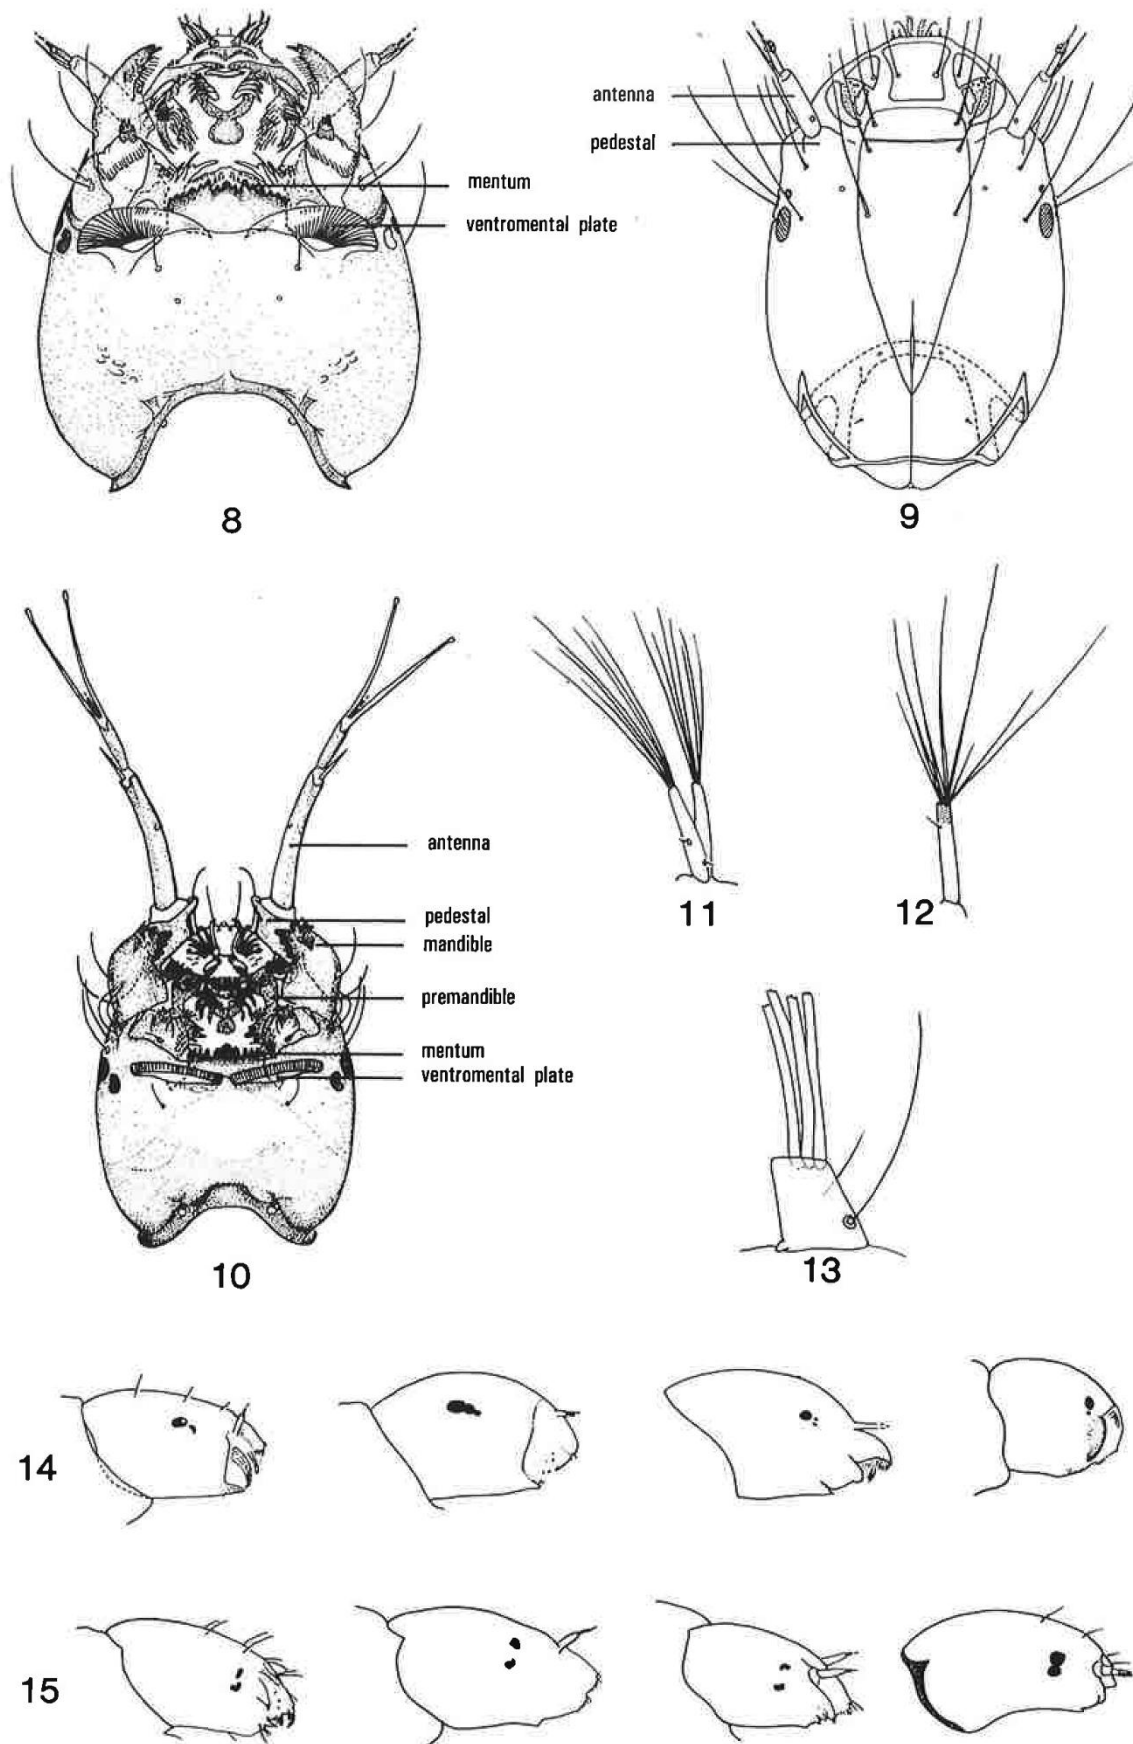 mentum
ventromental plate
8
antenna
pedestal
9
antenna
pedestal
mandible
premandible
mentum
ventromental plate
10
11
12
13
14
15